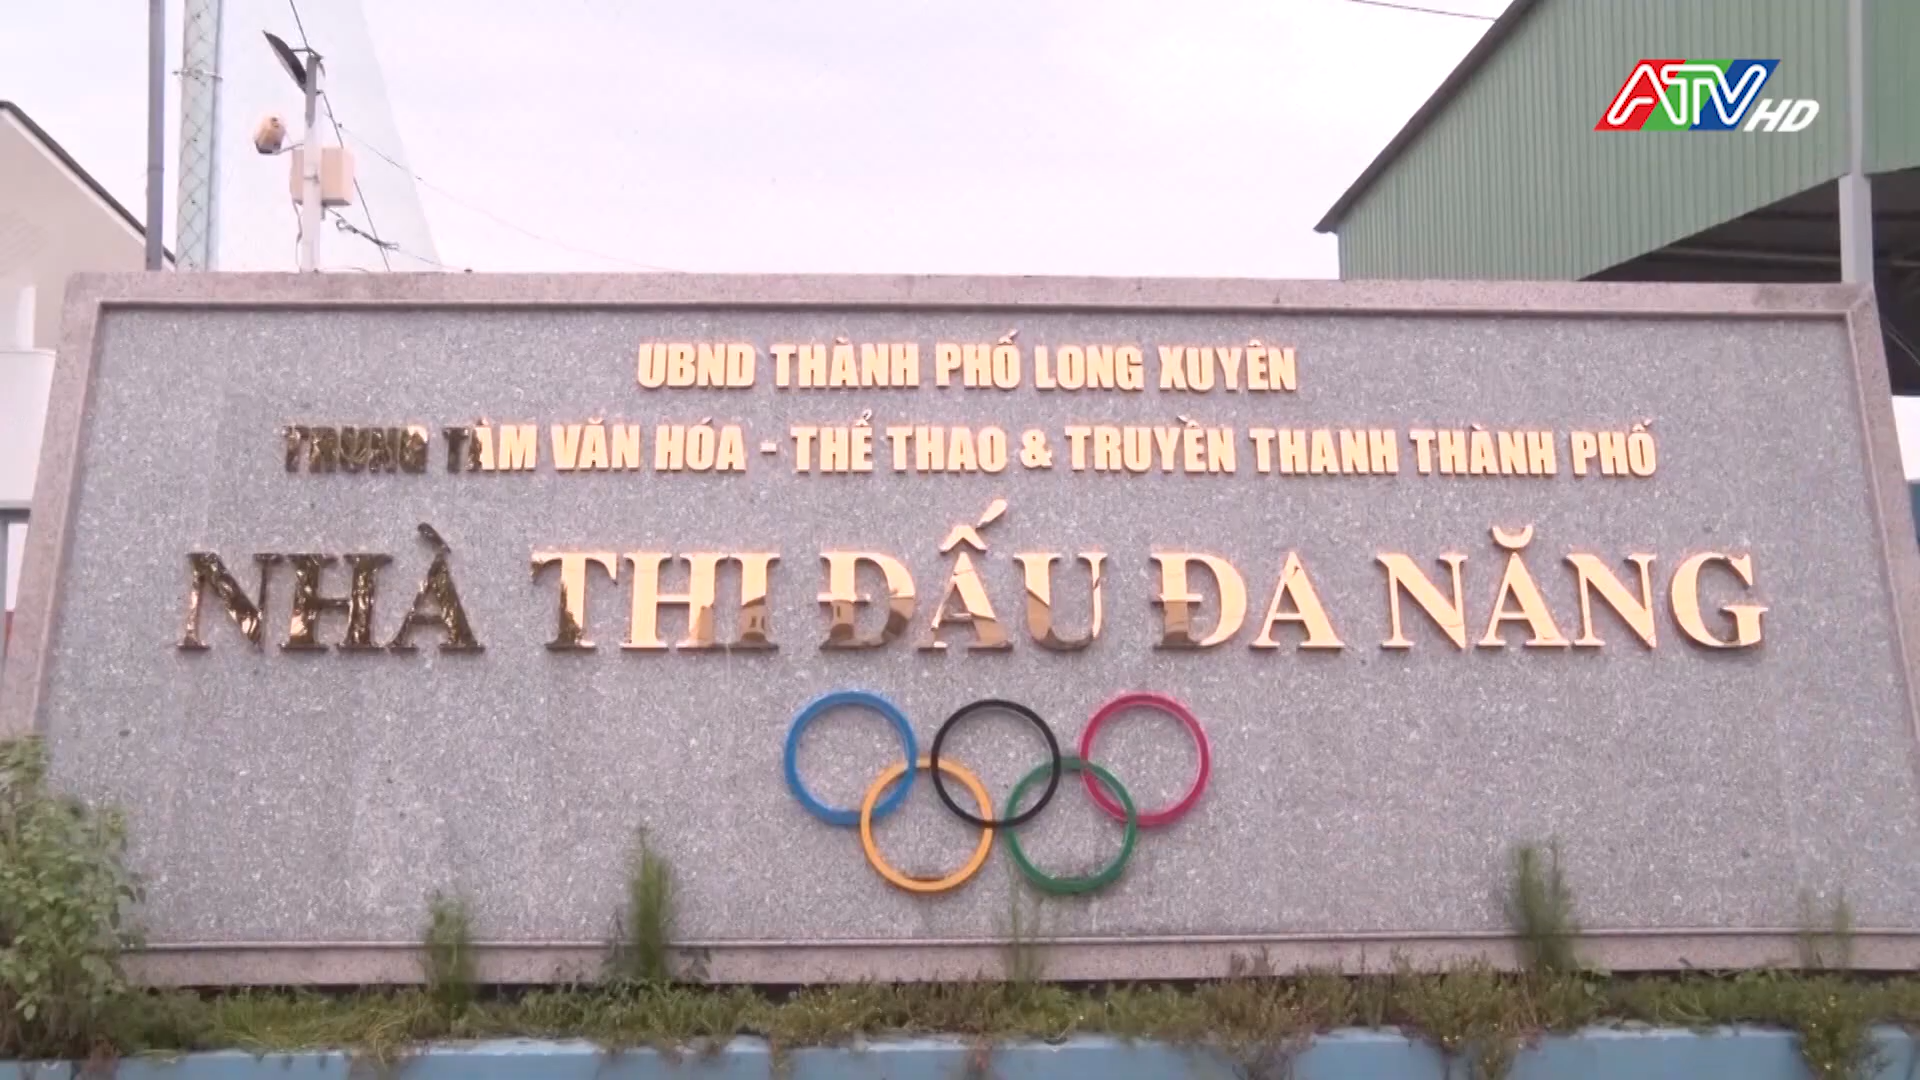 ATV HD
UBND THÀNH PHỐ LONG XUYÊN
TRUNG TÂM VĂN HÓA - THỂ THAO & TRUYỀN THANH THÀNH PHỐ
NHÀ THI ĐẤU ĐA NĂNG